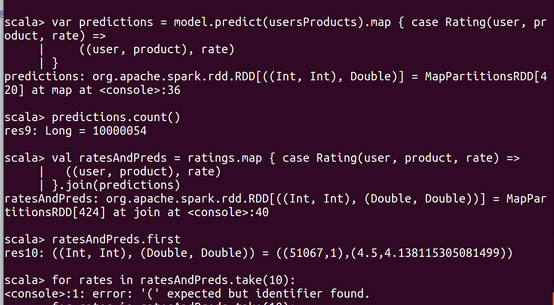 scala> var predictions = model.predict(usersProducts).map { case Rating(user, pr
oduct, rate) =>
     |     ((user, product), rate)
     | }
predictions: org.apache.spark.rdd.RDD[((Int, Int), Double)] = MapPartitionsRDD[4
20] at map at <console>:36
scala> predictions.count()
res9: Long = 10000054
scala> val ratesAndPreds = ratings.map { case Rating(user, product, rate) =>
     |   ((user, product), rate)
     | }.join(predictions)
ratesAndPreds: org.apache.spark.rdd.RDD[((Int, Int), (Double, Double))] = MapPar
titionsRDD[424] at join at <console>:40
scala> ratesAndPreds.first
res10: ((Int, Int), (Double, Double)) = ((51067,1),(4.5,4.138115305081499))
scala> for rates in ratesAndPreds.take(10):
<console>:1: error: '(' expected but identifier found.